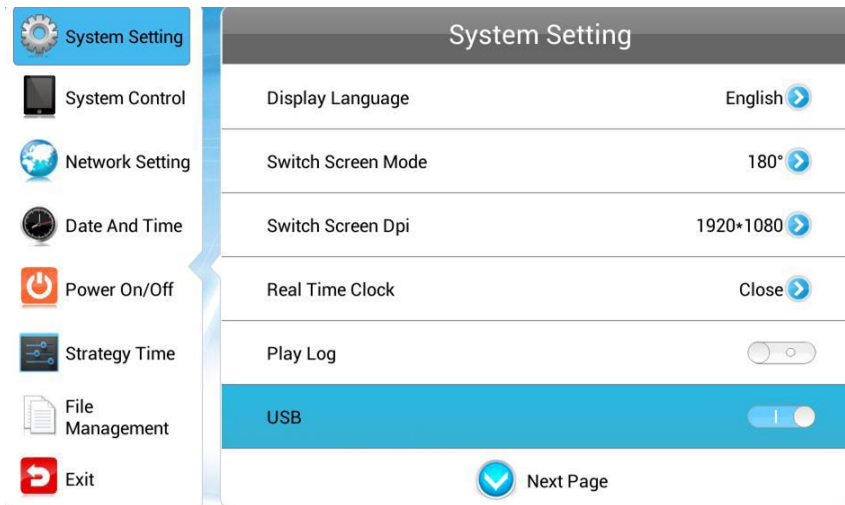 System Setting
System Control
Network Setting
Date And Time
Power On/Off
Strategy Time
File
Management
Exit
System Setting
Display Language English
Switch Screen Mode 180°
Switch Screen Dpi 1920*1080
Real Time Clock Close
Play Log
USB
Next Page